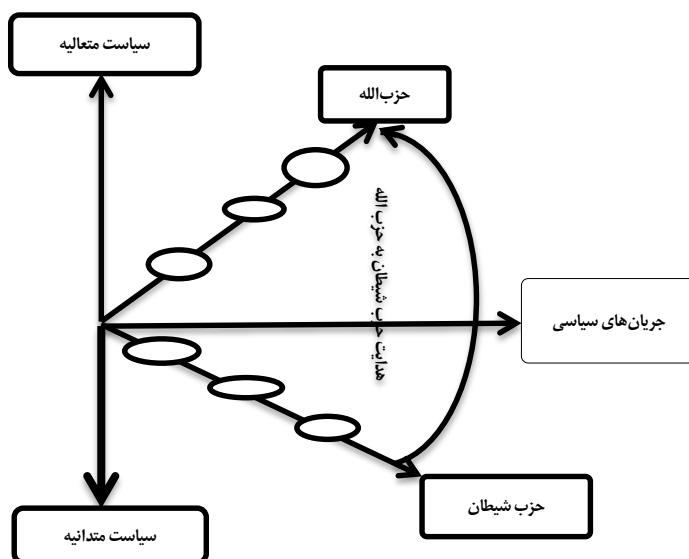 سیاست متعالیه
حزب‌الله
هدایت حزب شیطان به حزب الله
جریان‌های سیاسی
حزب شیطان
سیاست متدانیه